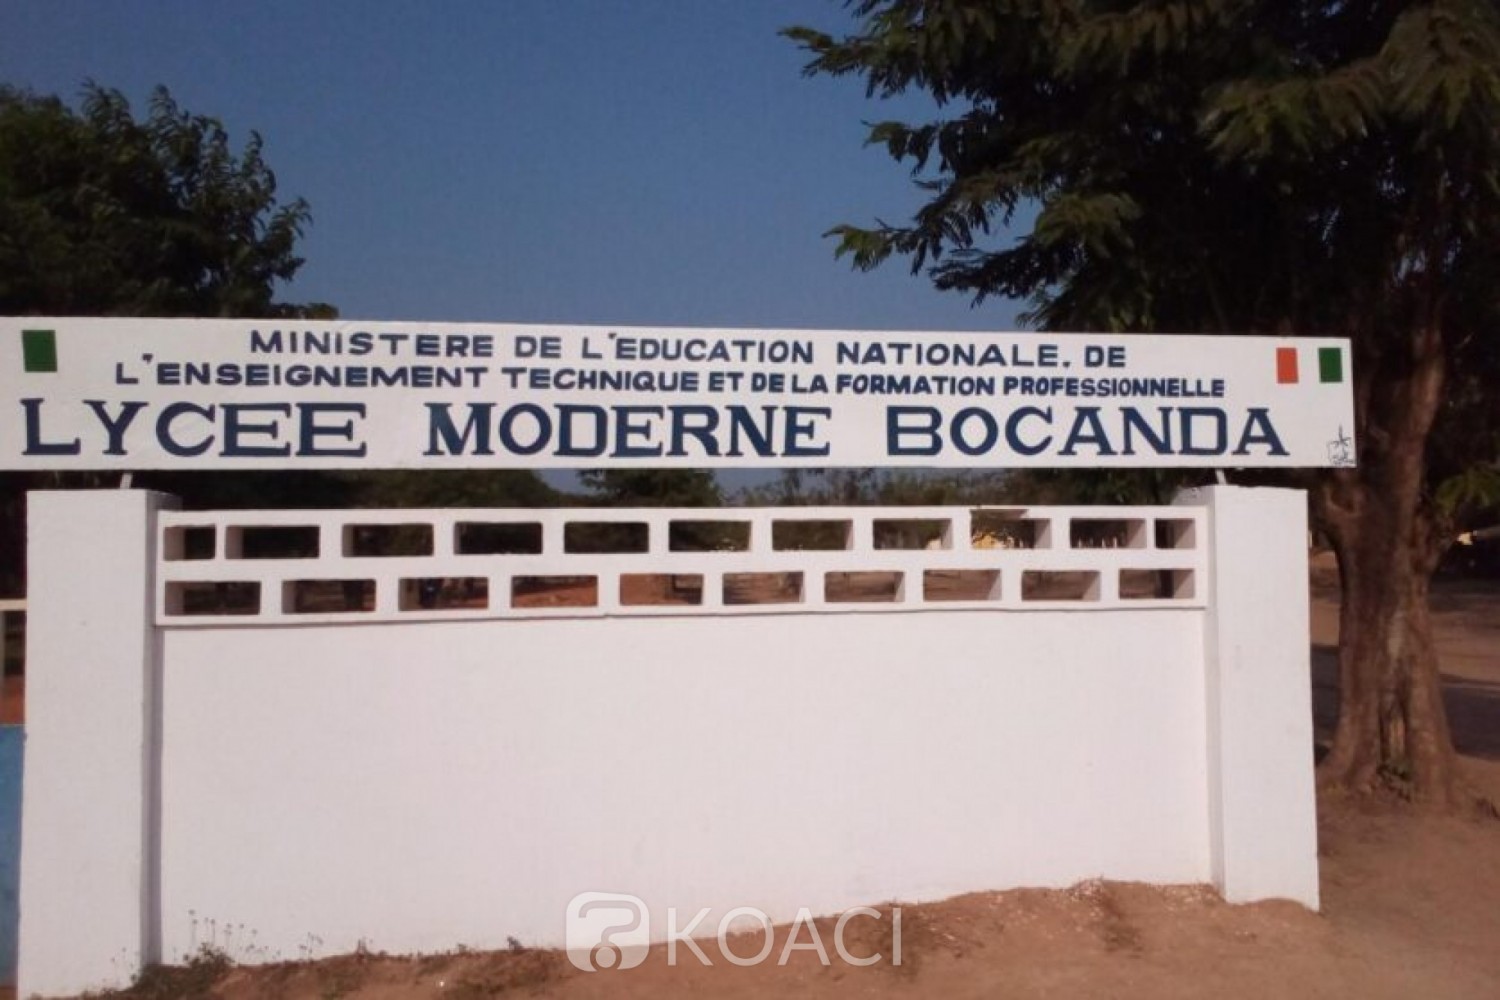 MINISTERE DE L'EDUCATION NATIONALE. DE
L'ENSEIGNEMENT TECHNIQUE ET DE LA FORMATION PROFESSIONNELLE
LYCEE MODERNE BOCANDA
KOACI